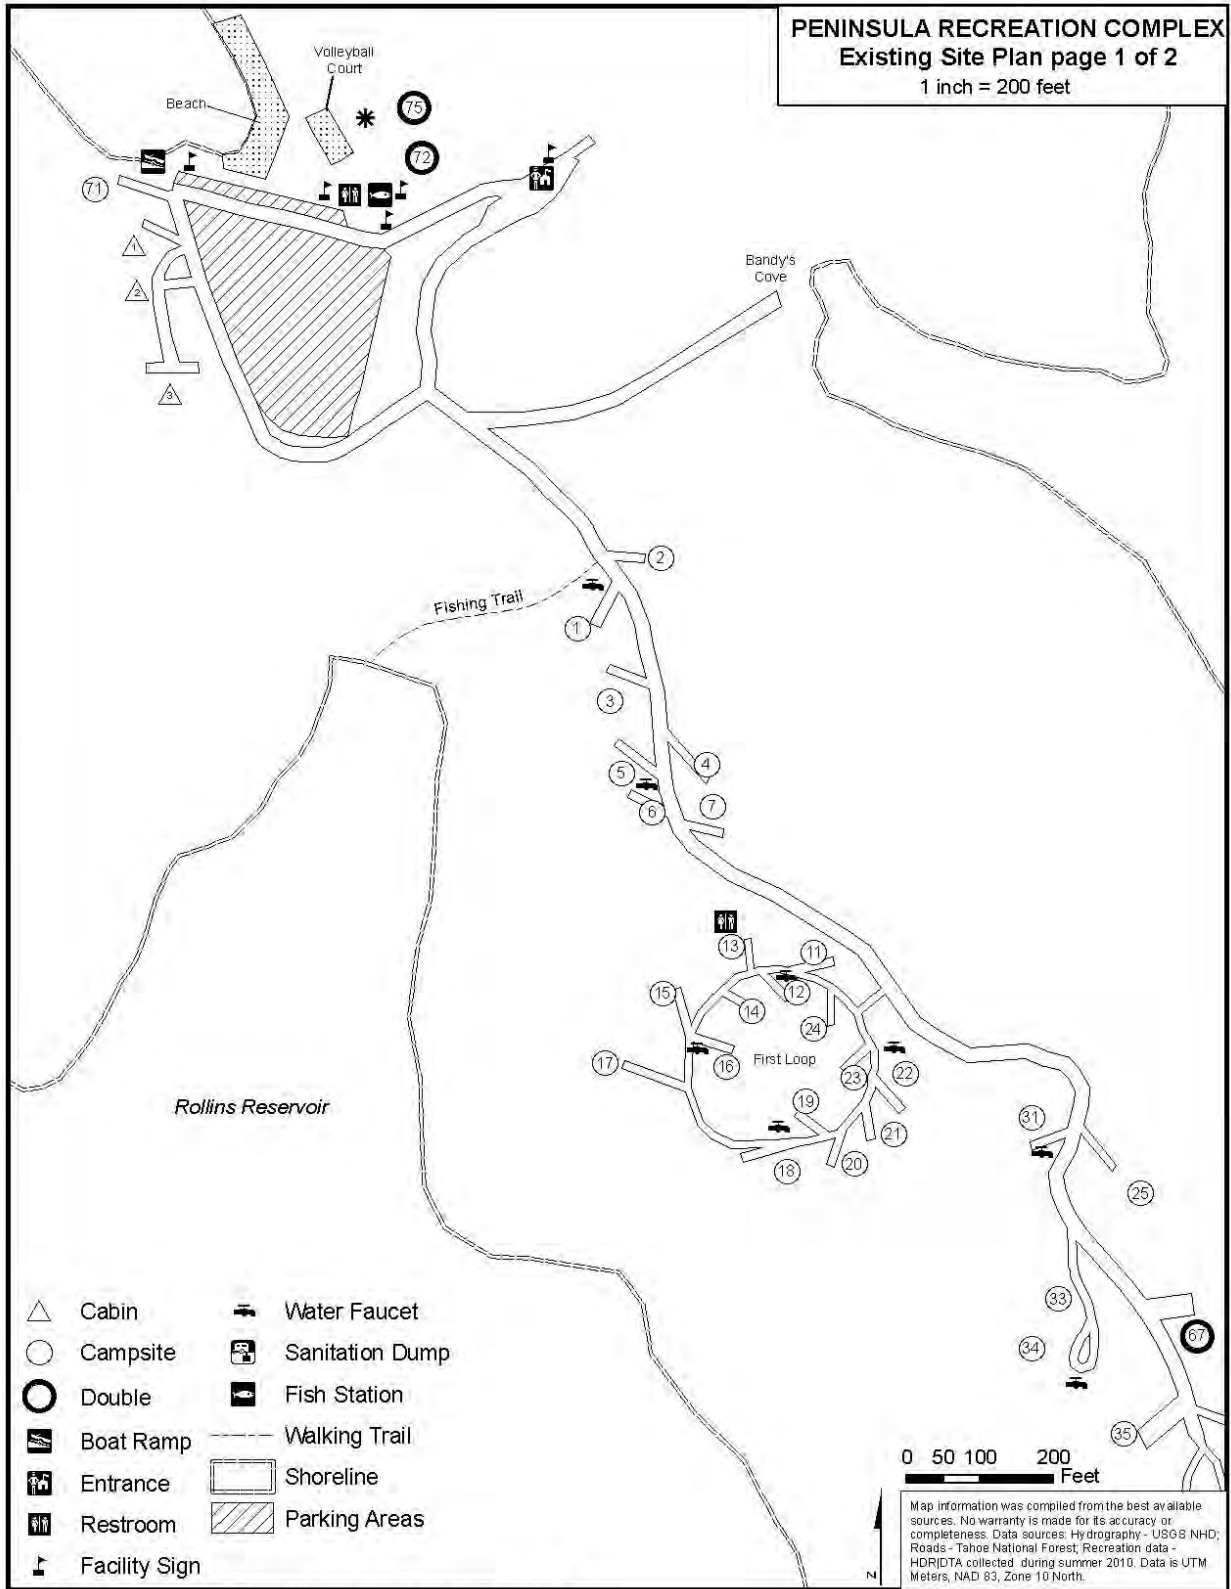 PENINSULA RECREATION COMPLEX
Existing Site Plan page 1 of 2
1 inch = 200 feet
Volleyball
Court
Beach
75
72
71
1
2
3
Bandy's
Cove
2
Fishing Trail
1
3
4
5
7
6
13
11
15
12
14
24
First Loop
17
16
23
22
19
31
21
18
20
25
33
67
34
35
Rollins Reservoir
Cabin
Water Faucet
Campsite
Sanitation Dump
Double
Fish Station
Boat Ramp
Walking Trail
Entrance
Shoreline
Restroom
Parking Areas
Facility Sign
0 50 100 200
Feet
N
Map information was compiled from the best available
sources. No warranty is made for its accuracy or
completeness. Data sources: Hydrography - USGS NHD;
Roads - Tahoe National Forest; Recreation data -
HDR|DTA collected during summer 2010. Data is UTM
Meters, NAD 83, Zone 10 North.